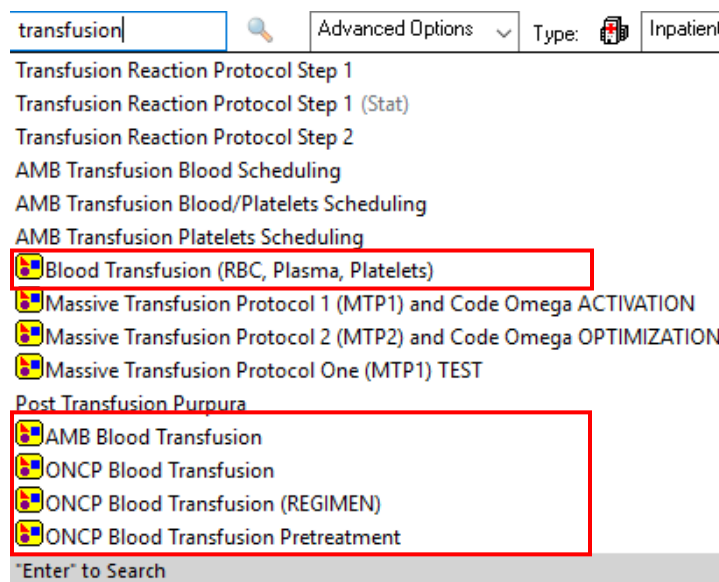 transfusion Advanced Options Type: Inpatient
Transfusion Reaction Protocol Step 1
Transfusion Reaction Protocol Step 1 (Stat)
Transfusion Reaction Protocol Step 2
AMB Transfusion Blood Scheduling
AMB Transfusion Blood/Platelets Scheduling
AMB Transfusion Platelets Scheduling
Blood Transfusion (RBC, Plasma, Platelets)
Massive Transfusion Protocol 1 (MTP1) and Code Omega ACTIVATION
Massive Transfusion Protocol 2 (MTP2) and Code Omega OPTIMIZATION
Massive Transfusion Protocol One (MTP1) TEST
Post Transfusion Purpura
AMB Blood Transfusion
ONCP Blood Transfusion
ONCP Blood Transfusion (REGIMEN)
ONCP Blood Transfusion Pretreatment
"Enter" to Search